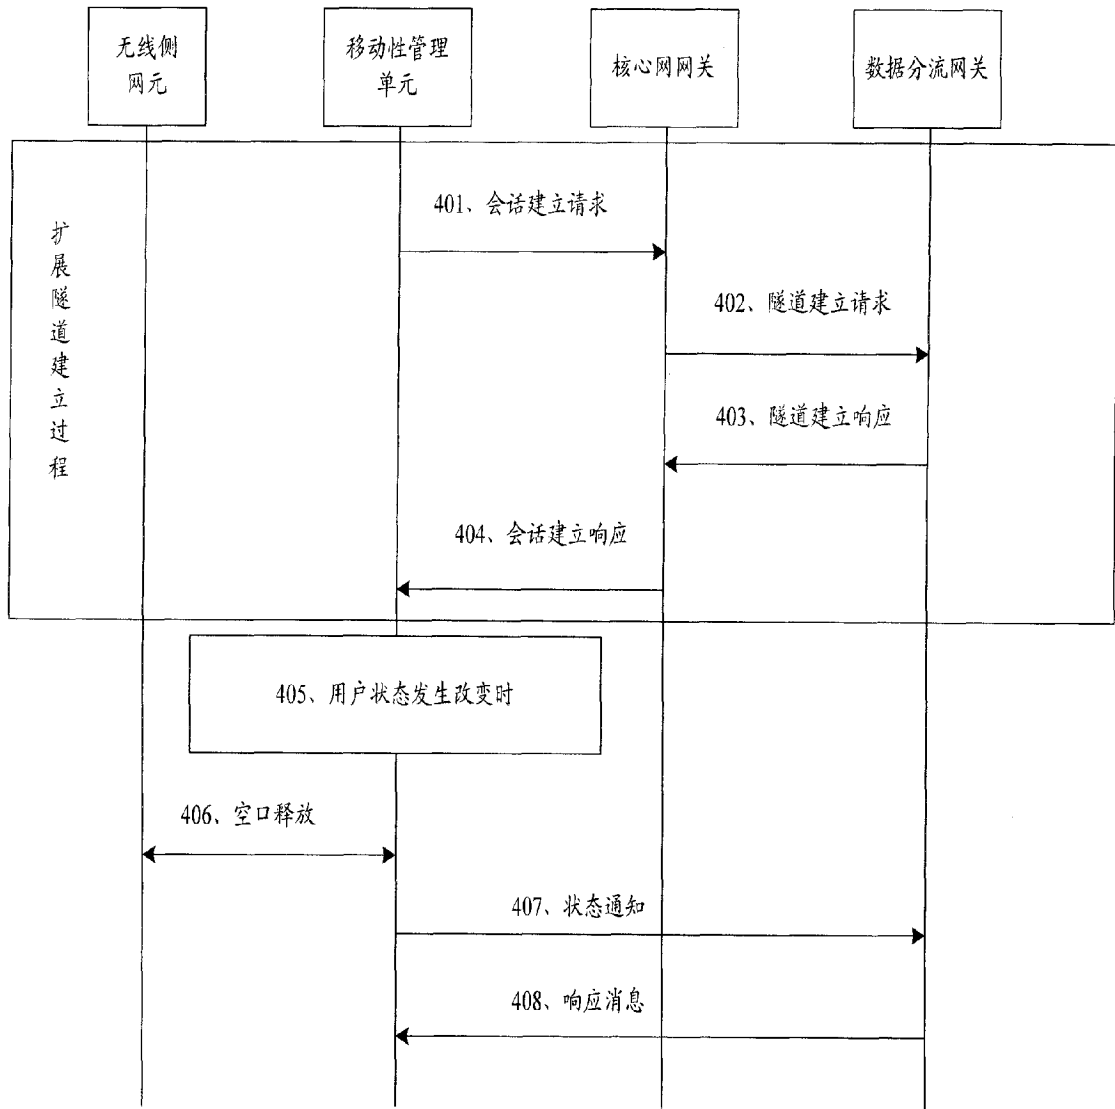 无线侧
网元
移动性管理
单元
核心网网关
数据分流网关
扩展隧道建立过程
401、会话建立请求
402、隧道建立请求
403、隧道建立响应
404、会话建立响应
405、用户状态发生改变时
406、空口释放
407、状态通知
408、响应消息